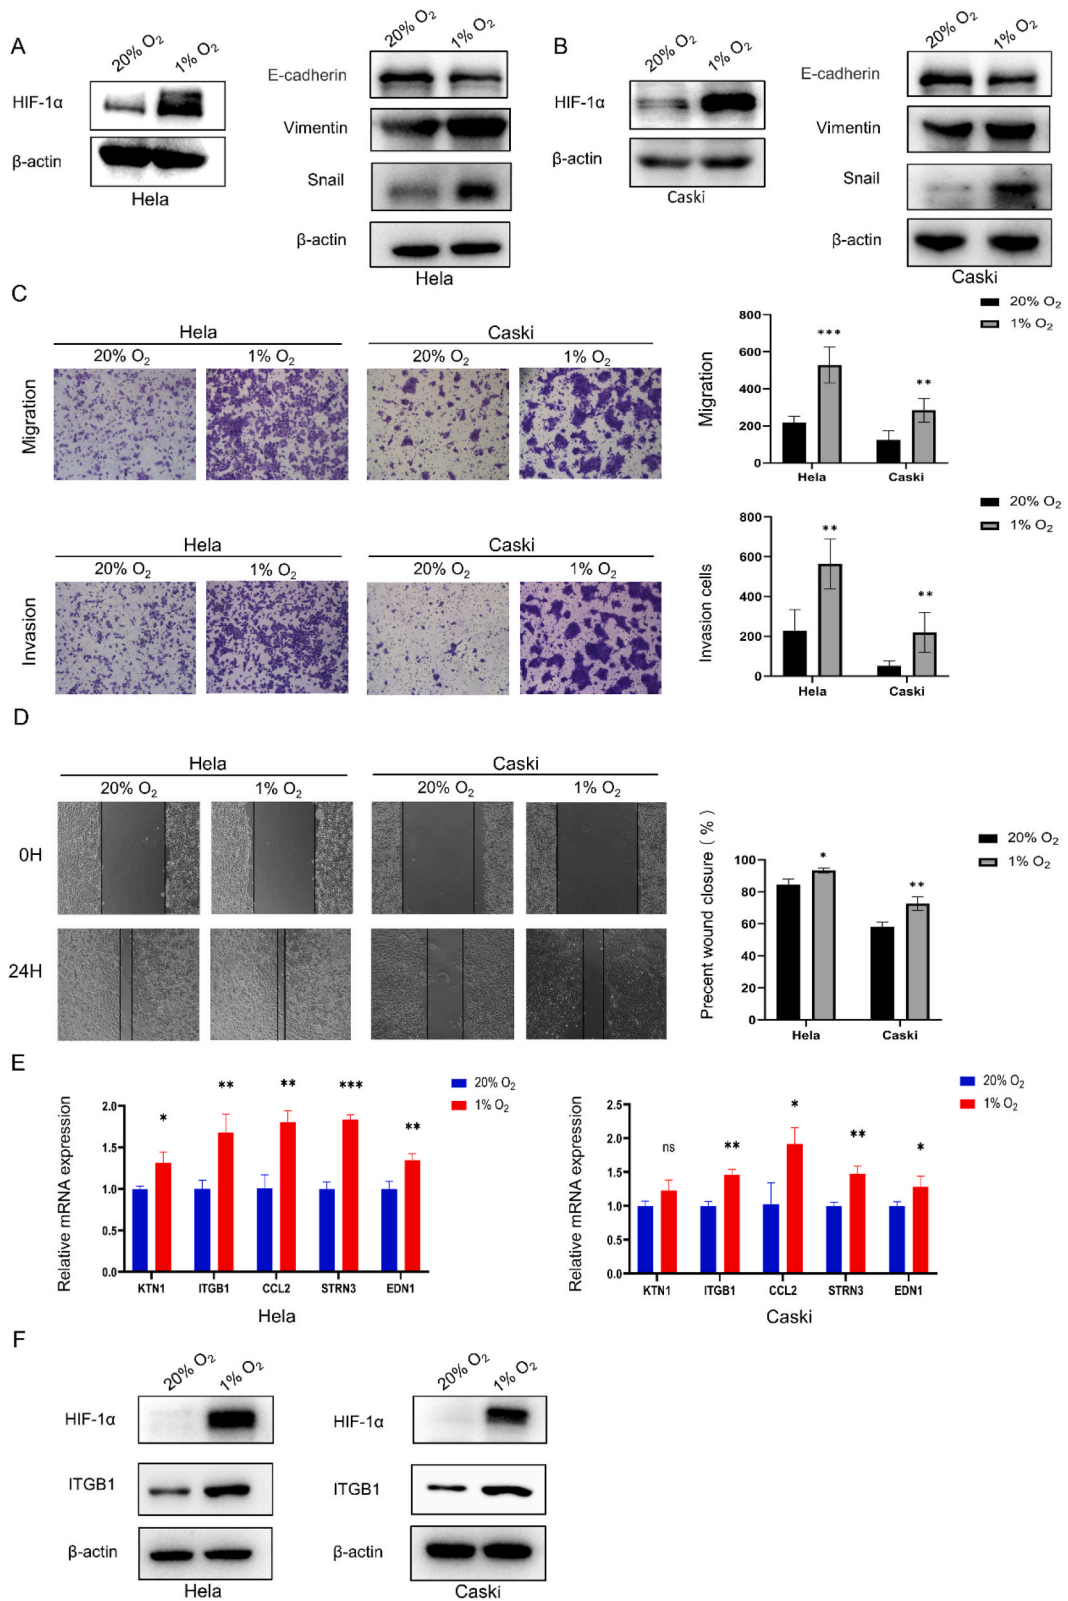 A
20% O2
1% O2
HIF-1α
β-actin
Hela
20% O2
1% O2
E-cadherin
Vimentin
Snail
β-actin
Hela
B
20% O2
1% O2
HIF-1α
β-actin
Caski
20% O2
1% O2
E-cadherin
Vimentin
Snail
β-actin
Caski
C
Hela
Caski
20% O2
1% O2
20% O2
1% O2
Migration
Hela
Caski
20% O2
1% O2
20% O2
1% O2
Invasion
20% O2
1% O2
Migration
800
600
400
200
0
***
**
Hela
Caski
20% O2
1% O2
Invasion cells
800
600
400
200
0
**
**
Hela
Caski
D
Hela
Caski
20% O2
1% O2
20% O2
1% O2
0H
24H
20% O2
1% O2
Precent wound closure ( % )
100
80
60
40
20
0
*
**
Hela
Caski
E
20% O2
1% O2
Relative mRNA expression
2.0
1.5
1.0
0.5
0.0
*
**
**
***
**
KTN1
ITGB1
CCL2
STRN3
EDN1
Hela
20% O2
1% O2
Relative mRNA expression
2.5
2.0
1.5
1.0
0.5
0.0
ns
**
*
**
*
KTN1
ITGB1
CCL2
STRN3
EDN1
Caski
F
20% O2
1% O2
HIF-1α
ITGB1
β-actin
Hela
20% O2
1% O2
HIF-1α
ITGB1
β-actin
Caski